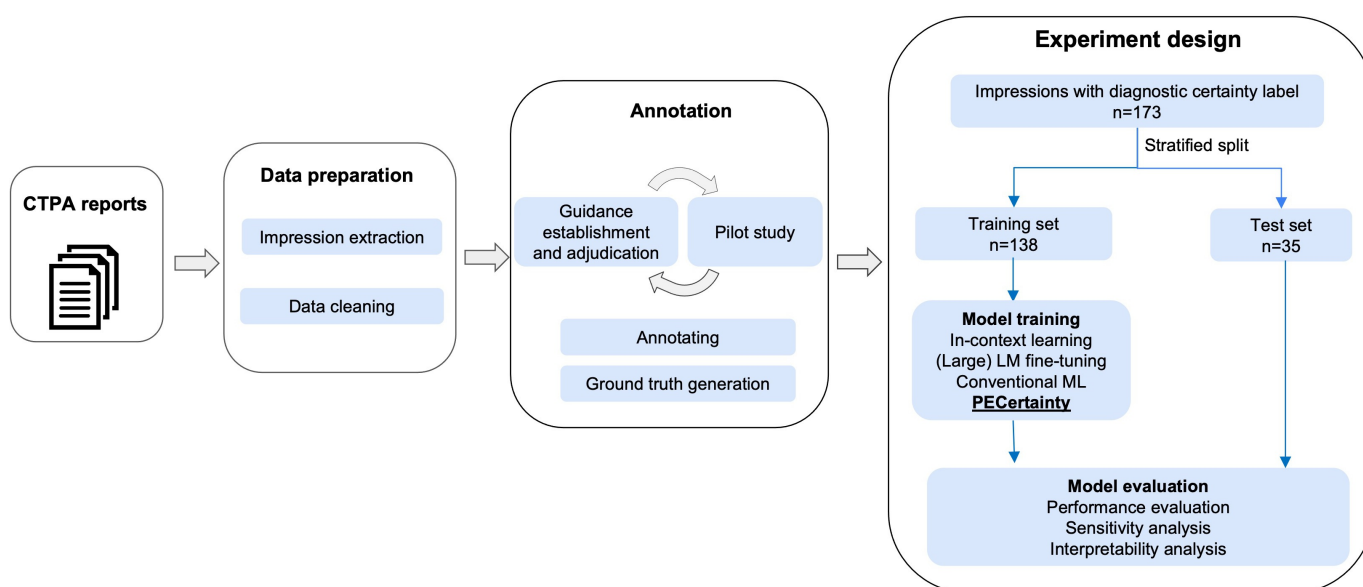 CTPA reports
Data preparation
Impression extraction
Data cleaning
Annotation
Guidance
establishment
and adjudication
Pilot study
Annotating
Ground truth generation
Experiment design
Impressions with diagnostic certainty label
n=173
Stratified split
Training set
n=138
Test set
n=35
Model training
In-context learning
(Large) LM fine-tuning
Conventional ML
PECertainty
Model evaluation
Performance evaluation
Sensitivity analysis
Interpretability analysis